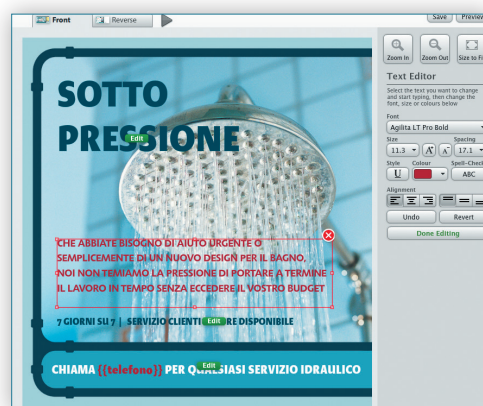 Front
Reverse
Save
Preview
SOTTO
PRESSIONE
Edit
CHE ABBIATE BISOGNO DI AIUTO URGENTE O
SEMPLICEMENTE DI UN NUOVO DESIGN PER IL BAGNO,
NOI NON TEMIAMO LA PRESSIONE DI PORTARE A TERMINE
IL LAVORO IN TEMPO SENZA ECCEDERE IL VOSTRO BUDGET
7 GIORNI SU 7 | SERVIZIO CLIENTI Edit RE DISPONIBILE
Edit
CHIAMA {{telefono}} PER QUALSIASI SERVIZIO IDRAULICO
Zoom In
Zoom Out
Size to Fi
Text Editor
Select the text you want to change
and start typing, then change the
font, size or colours below
Font
Agilita LT Pro Bold
Size
Spacing
11.3
A
A
17.1
Style
Colour
Spell-Check
U
ABC
Alignment
Undo
Revert
Done Editing